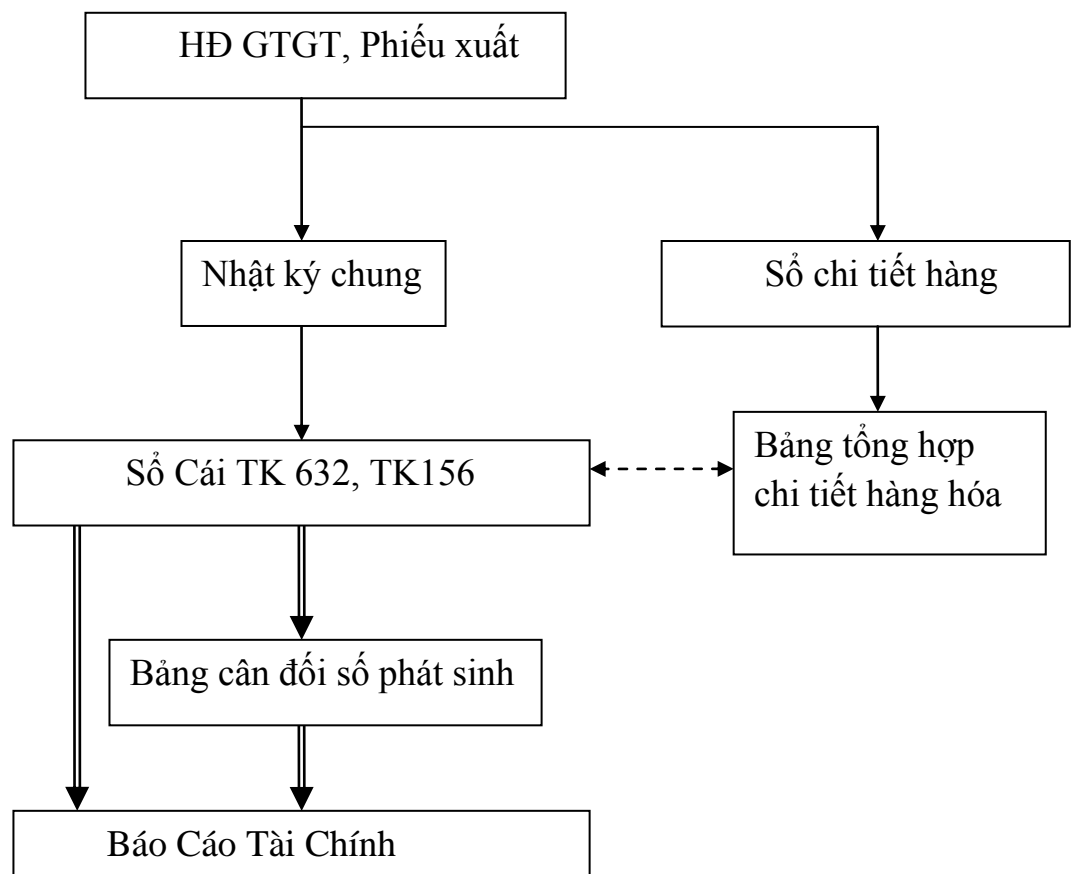 HĐ GTGT, Phiếu xuất
Nhật ký chung
Sổ chi tiết hàng
Sổ Cái TK 632, TK156
Bảng tổng hợp
chi tiết hàng hóa
Bảng cân đối số phát sinh
Báo Cáo Tài Chính